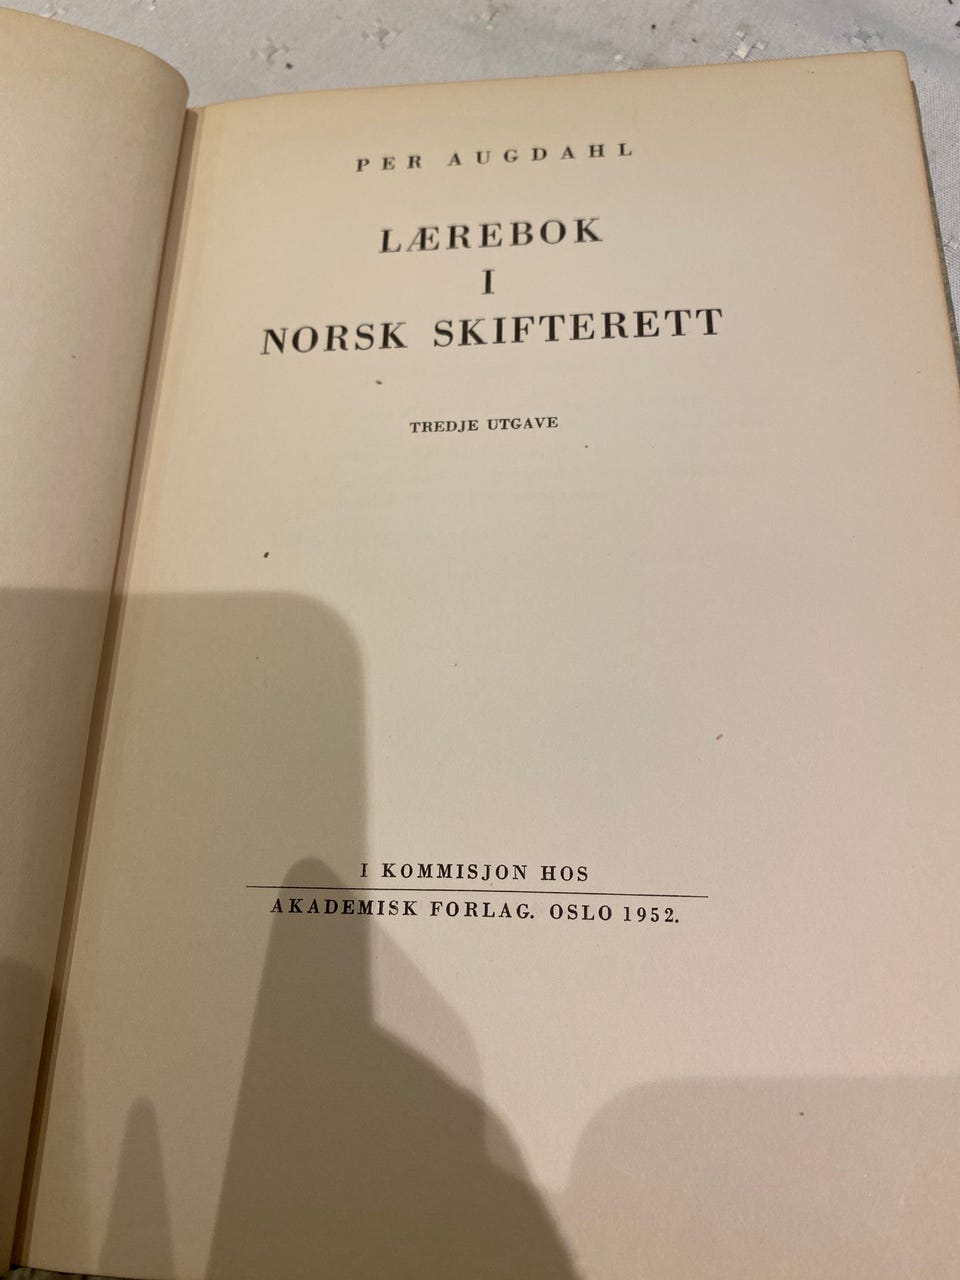 PER AUGDAHL
LÆREBOK
I
NORSK SKIFTERETT
TREDJE UTGAVE
I KOMMISJON HOS
AKADEMISK FORLAG. OSLO 1952.